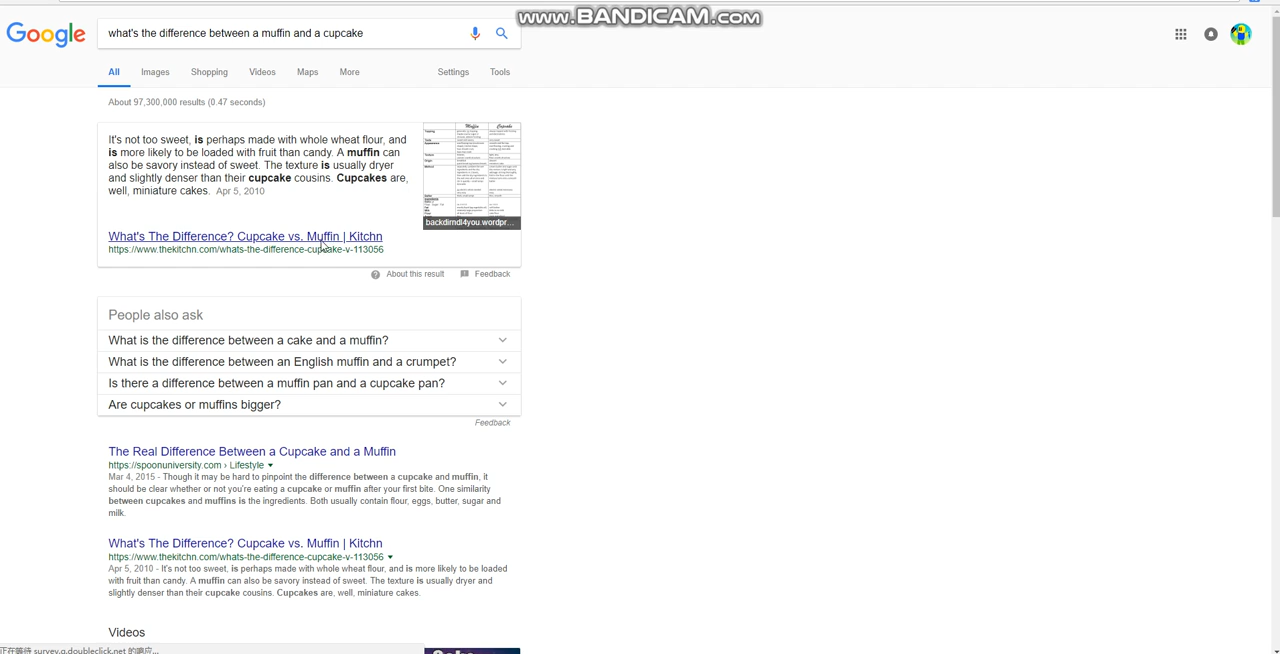 www.BANDICAM.com
Google
what's the difference between a muffin and a cupcake
All Images Shopping Videos Maps More Settings Tools
About 97,300,000 results (0.47 seconds)
It's not too sweet, is perhaps made with whole wheat flour, and
is more likely to be loaded with fruit than candy. A muffin can
also be savory instead of sweet. The texture is usually dryer
and slightly denser than their cupcake cousins. Cupcakes are,
well, miniature cakes. Apr 5, 2010
Muffin Cupcake
backdirndl4you.wordpr...
What's The Difference? Cupcake vs. Muffin | Kitchn
https://www.thekitchn.com/whats-the-difference-cupcake-v-113056
About this result Feedback
People also ask
What is the difference between a cake and a muffin?
What is the difference between an English muffin and a crumpet?
Is there a difference between a muffin pan and a cupcake pan?
Are cupcakes or muffins bigger?
Feedback
The Real Difference Between a Cupcake and a Muffin
https://spoonuniversity.com › Lifestyle
Mar 4, 2015 - Though it may be hard to pinpoint the difference between a cupcake and muffin, it
should be clear whether or not you're eating a cupcake or muffin after your first bite. One similarity
between cupcakes and muffins is the ingredients. Both usually contain flour, eggs, butter, sugar and
milk.
What's The Difference? Cupcake vs. Muffin | Kitchn
https://www.thekitchn.com/whats-the-difference-cupcake-v-113056
Apr 5, 2010 - It's not too sweet, is perhaps made with whole wheat flour, and is more likely to be loaded
with fruit than candy. A muffin can also be savory instead of sweet. The texture is usually dryer and
slightly denser than their cupcake cousins. Cupcakes are, well, miniature cakes.
Videos
正在等待 survey.g.doubleclick.net 的响应...